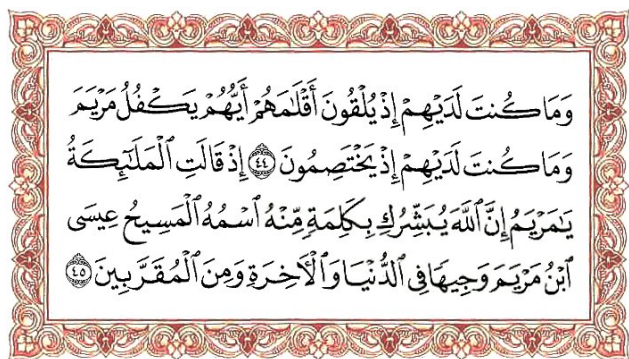 وَمَا كُنتَ لَدَيْهِمْ إِذْ يُلْقُونَ أَقْلَٰمَهُمْ أَيُّهُمْ يَكْفُلُ مَرْيَمَ
وَمَا كُنتَ لَدَيْهِمْ إِذْ يَخْتَصِمُونَ ٤٤ إِذْ قَالَتِ ٱلْمَلَٰٓئِكَةُ
يَٰمَرْيَمُ إِنَّ ٱللَّهَ يُبَشِّرُكِ بِكَلِمَةٍ مِّنْهُ ٱسْمُهُ ٱلْمَسِيحُ عِيسَى
ٱبْنُ مَرْيَمَ وَجِيهًا فِى ٱلدُّنْيَا وَٱلْأَخِرَةِ وَمِنَ ٱلْمُقَرَّبِينَ ٤٥